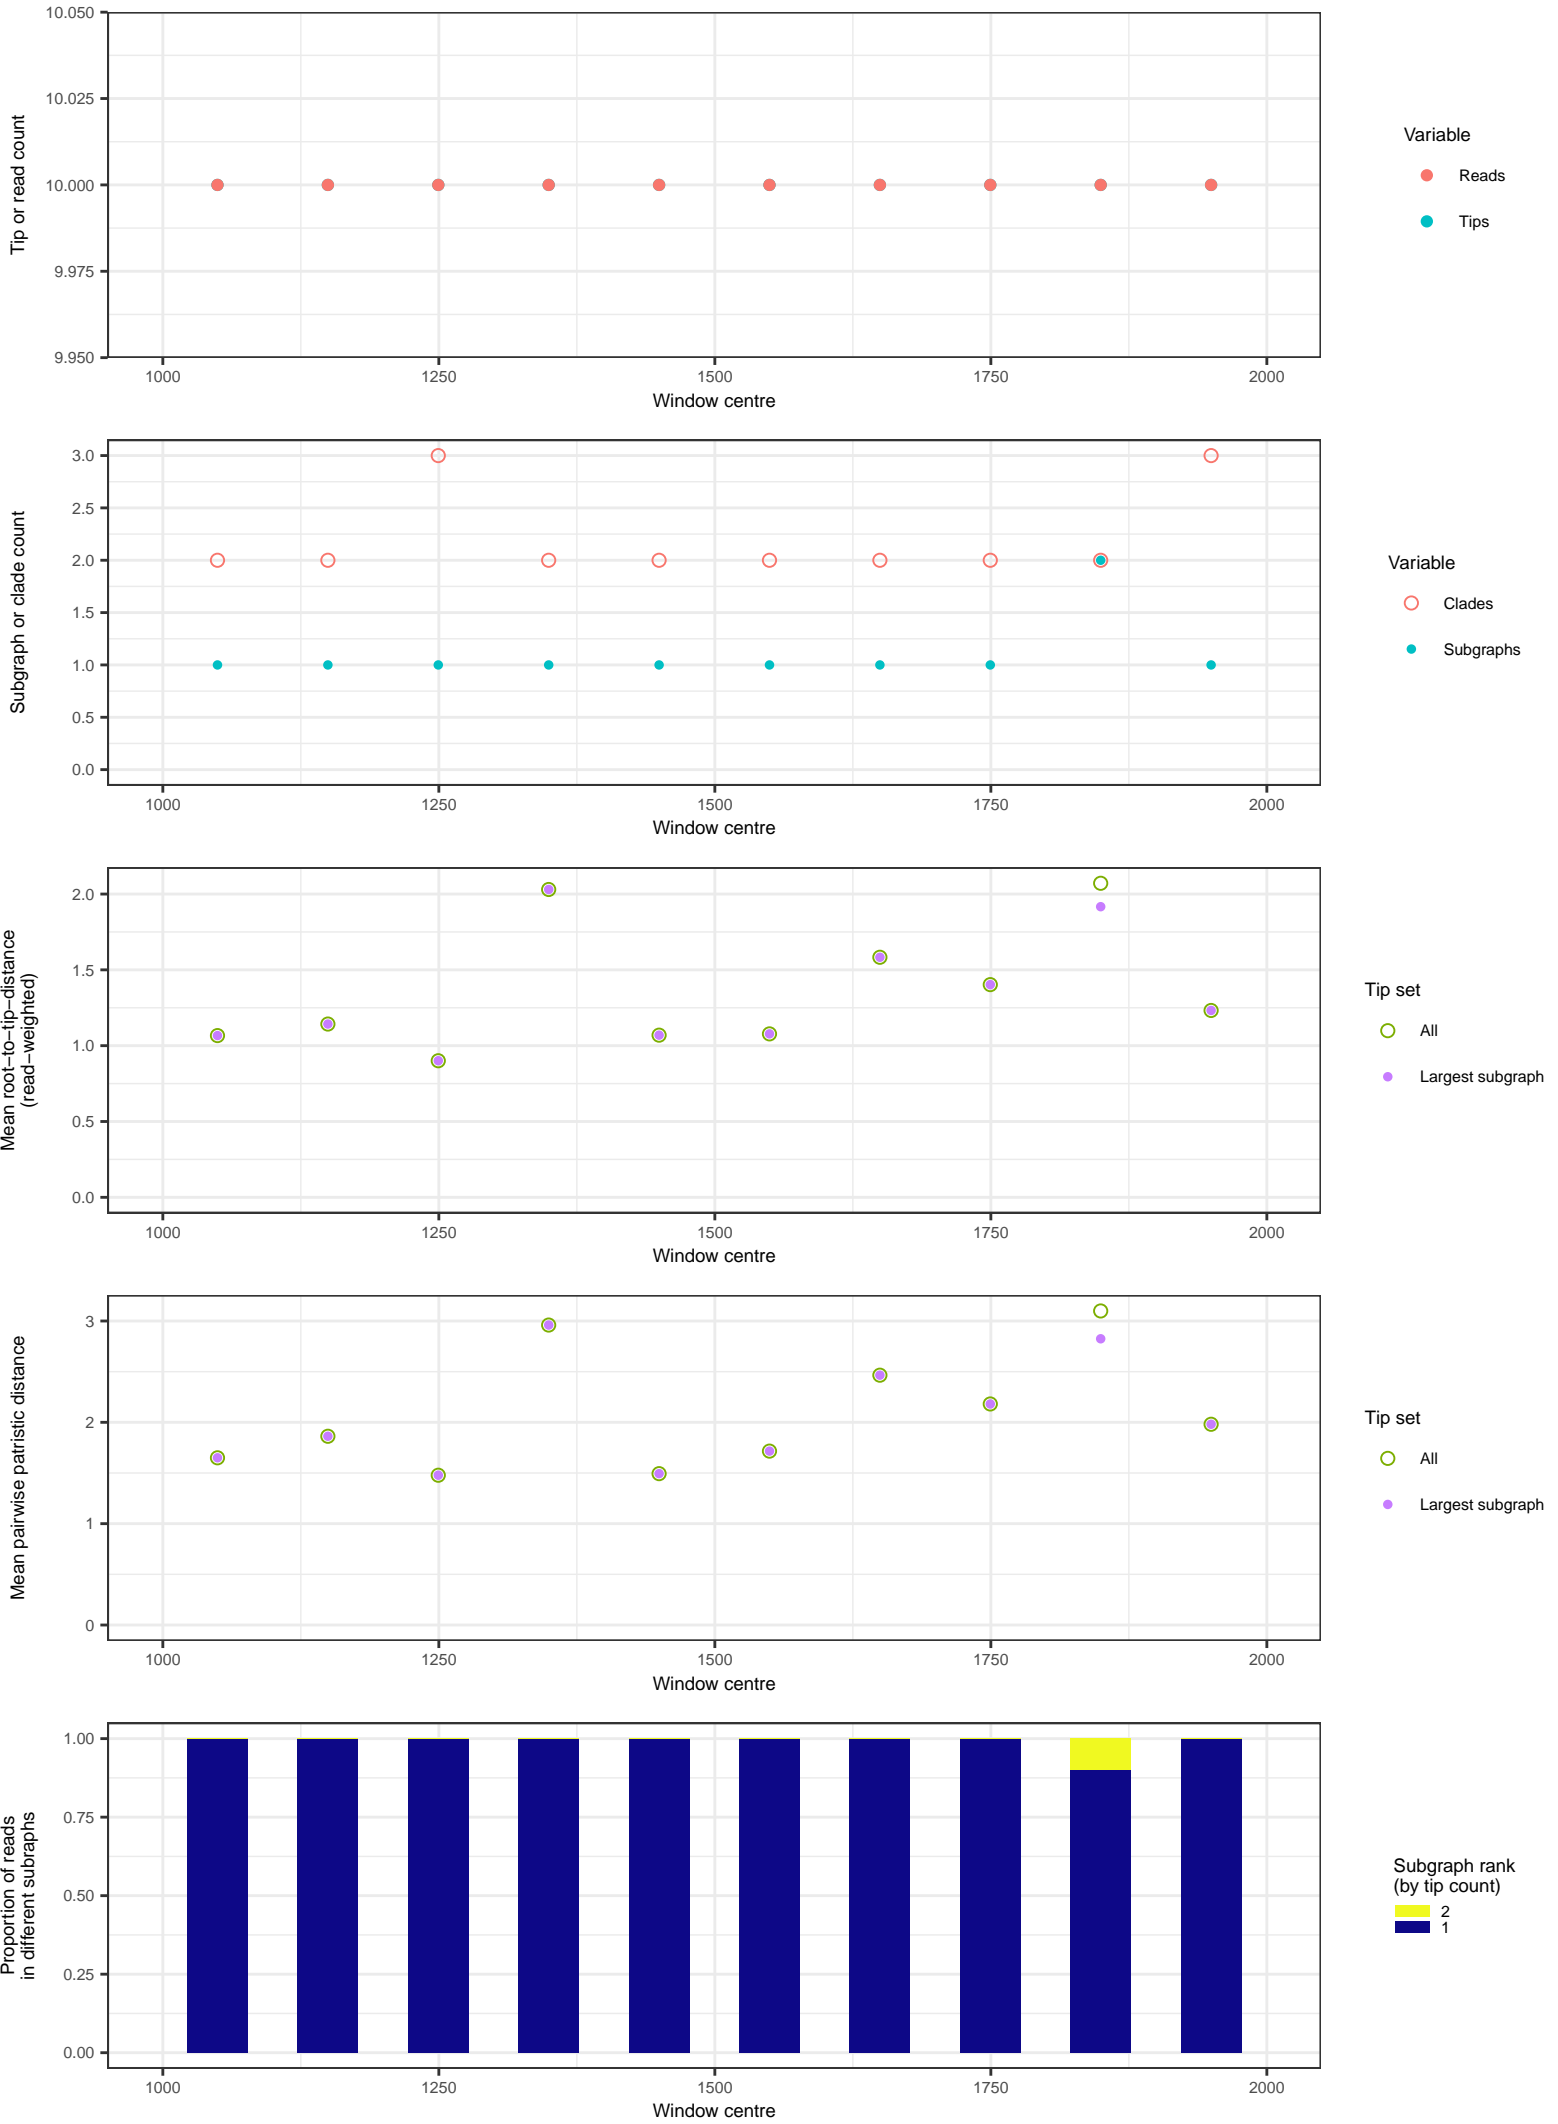 10.050
10.025
10.000
9.975
9.950
Tip or read count
1000
1250
1500
1750
2000
Window centre
Variable
Reads
Tips
3.0
2.5
2.0
1.5
1.0
0.5
0.0
Subgraph or clade count
1000
1250
1500
1750
2000
Window centre
Variable
Clades
Subgraphs
2.0
1.5
1.0
0.5
0.0
Mean root−to−tip−distance
(read−weighted)
1000
1250
1500
1750
2000
Window centre
Tip set
All
Largest subgraph
3
2
1
0
Mean pairwise patristic distance
1000
1250
1500
1750
2000
Window centre
Tip set
All
Largest subgraph
1.00
0.75
0.50
0.25
0.00
Proportion of reads
in different subraphs
1000
1250
1500
1750
2000
Window centre
Subgraph rank
(by tip count)
2
1